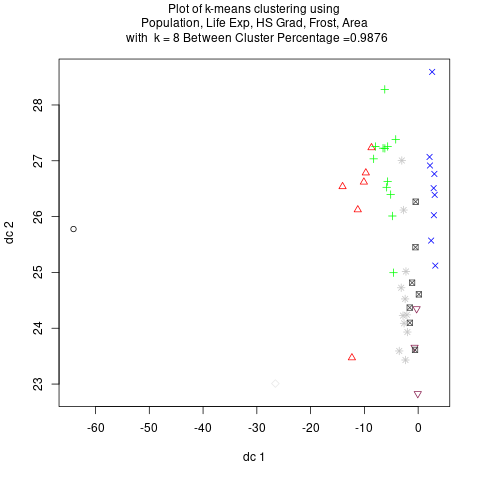 Plot of k-means clustering using
Population, Life Exp, HS Grad, Frost, Area
with k = 8 Between Cluster Percentage =0.9876
28
27
26
25
24
23
dc 2
-60
-50
-40
-30
-20
-10
0
dc 1